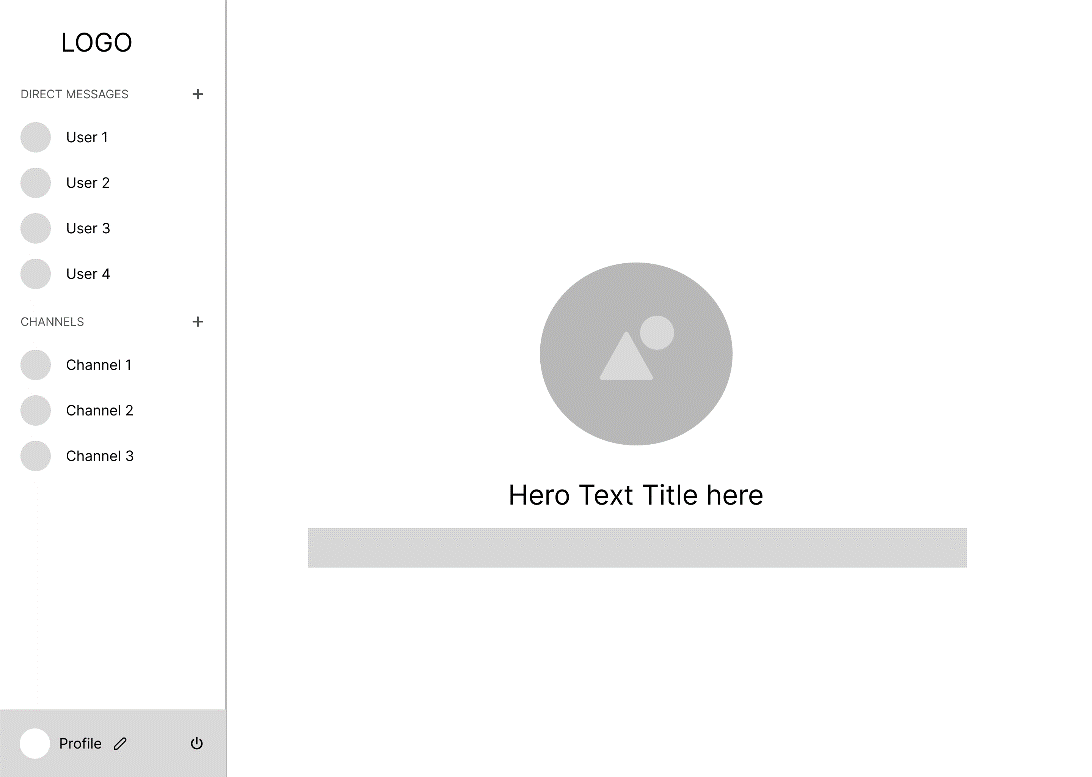 LOGO
DIRECT MESSAGES
User 1
User 2
User 3
User 4
CHANNELS
Channel 1
Channel 2
Channel 3
Hero Text Title here
Profile